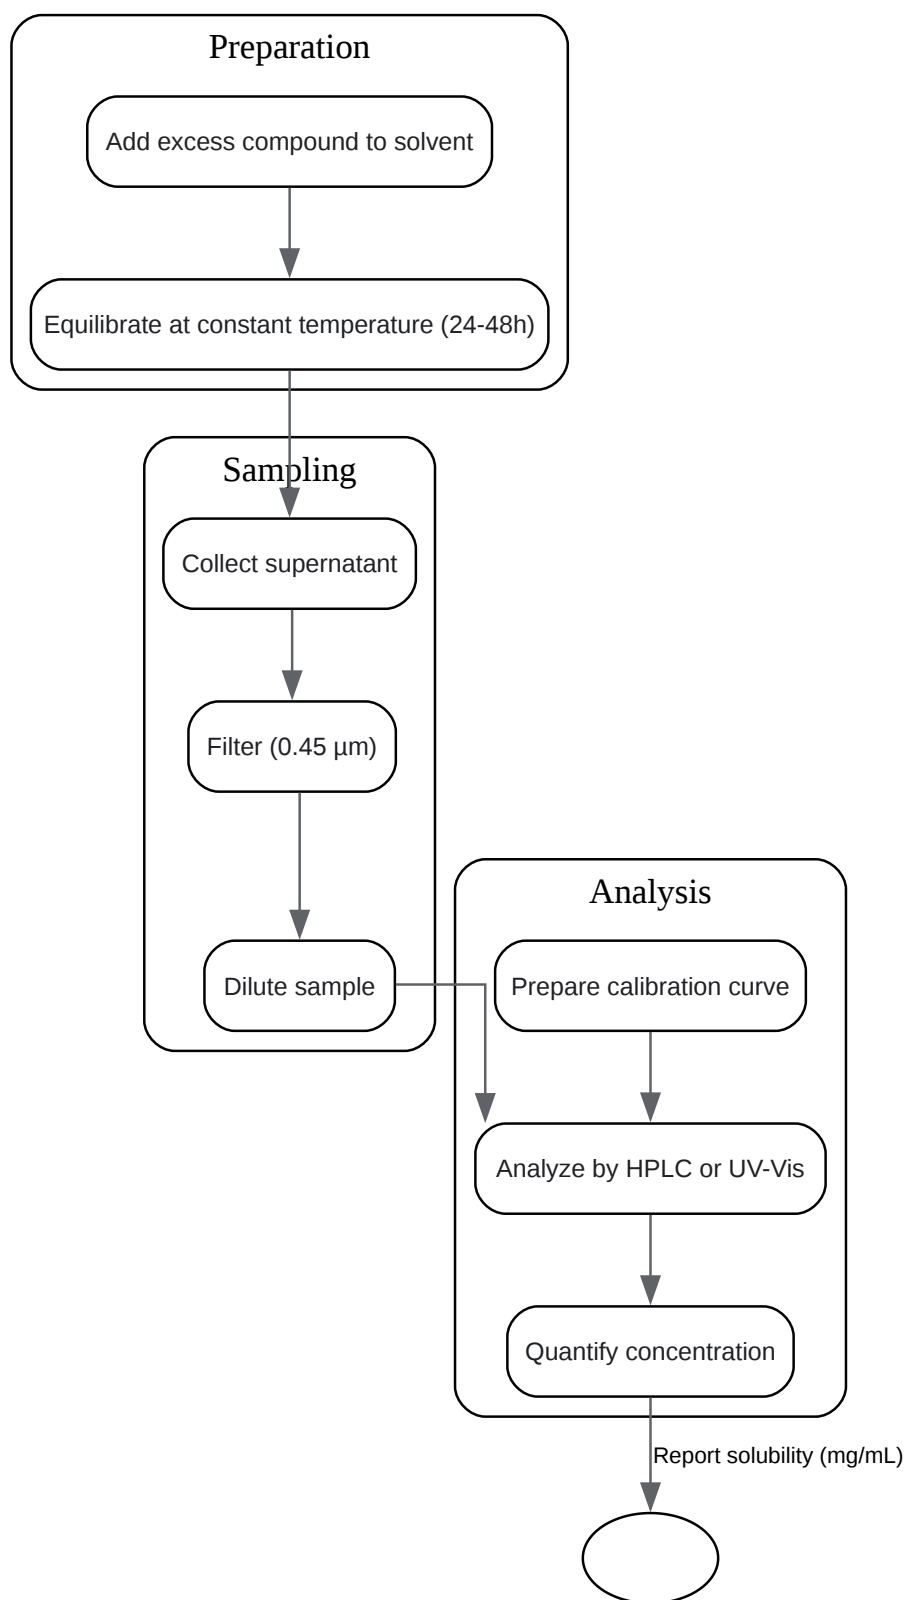 Preparation
Add excess compound to solvent
Equilibrate at constant temperature (24-48h)
Sampling
Collect supernatant
Filter (0.45 µm)
Dilute sample
Analysis
Prepare calibration curve
Analyze by HPLC or UV-Vis
Quantify concentration
Report solubility (mg/mL)